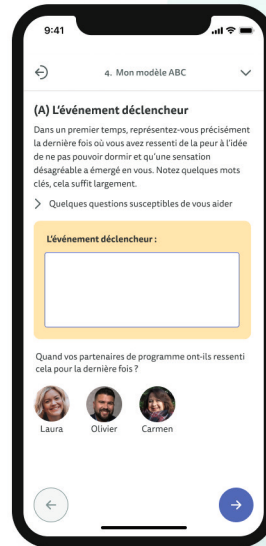 9:41
4. Mon modèle ABC
(A) L’événement déclencheur
Dans un premier temps, représentez-vous précisément
la dernière fois où vous avez ressenti de la peur à l’idée
de ne pas pouvoir dormir et qu’une sensation
désagréable a émergé en vous. Notez quelques mots
clés, cela suffit largement.
Quelques questions susceptibles de vous aider
L’événement déclencheur :
Quand vos partenaires de programme ont-ils ressenti
cela pour la dernière fois ?
Laura Olivier Carmen